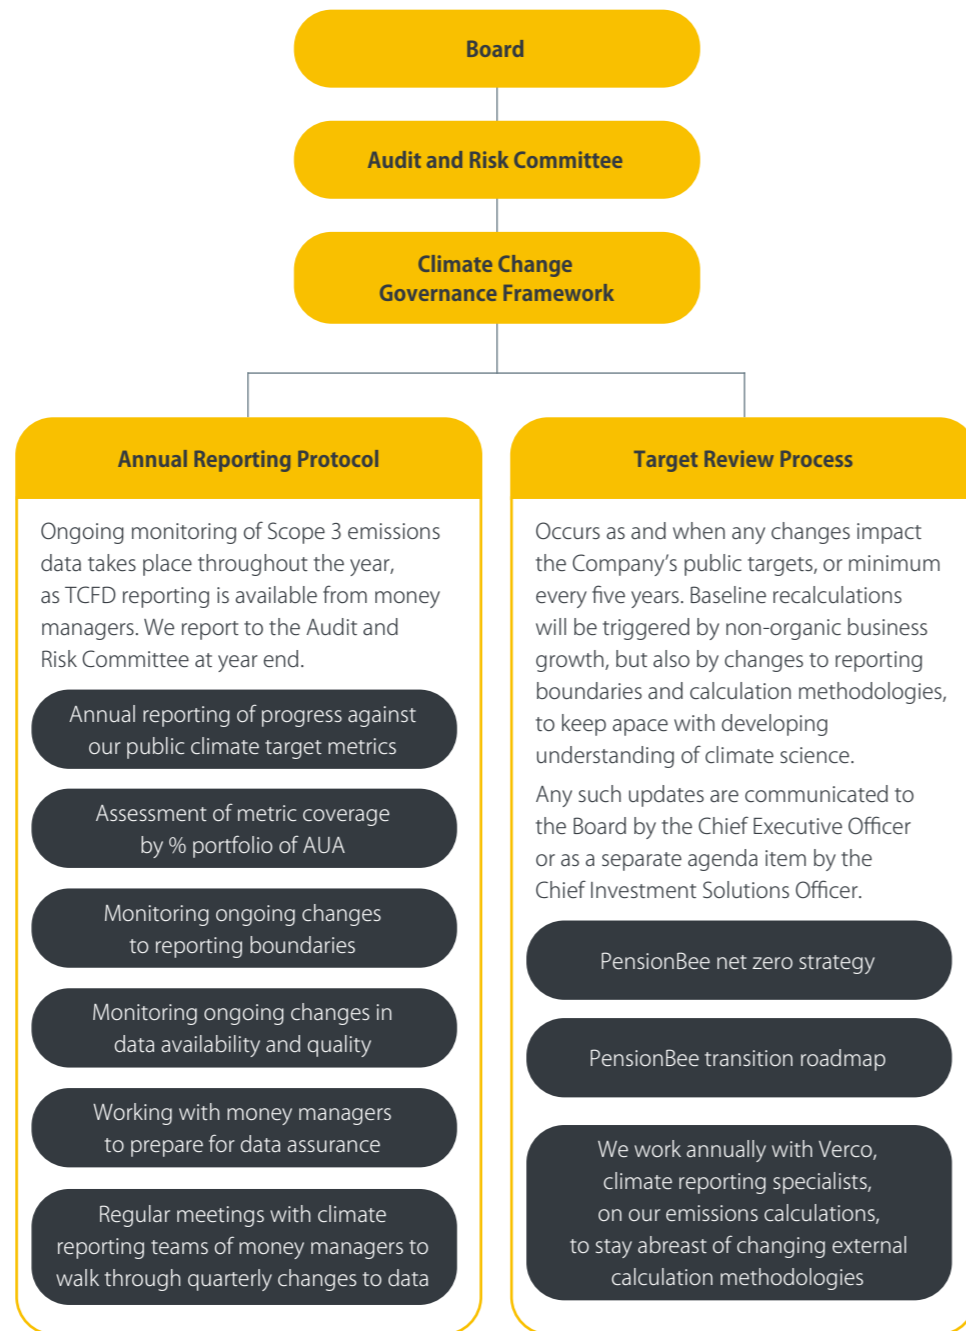 Board
Audit and Risk Committee
Climate Change
Governance Framework
Annual Reporting Protocol
Ongoing monitoring of Scope 3 emissions
data takes place throughout the year,
as TCFD reporting is available from money
managers. We report to the Audit and
Risk Committee at year end.
Annual reporting of progress against
our public climate target metrics
Assessment of metric coverage
by % portfolio of AUA
Monitoring ongoing changes
to reporting boundaries
Monitoring ongoing changes in
data availability and quality
Working with money managers
to prepare for data assurance
Regular meetings with climate
reporting teams of money managers to
walk through quarterly changes to data
Target Review Process
Occurs as and when any changes impact
the Company’s public targets, or minimum
every five years. Baseline recalculations
will be triggered by non-organic business
growth, but also by changes to reporting
boundaries and calculation methodologies,
to keep apace with developing
understanding of climate science.
Any such updates are communicated to
the Board by the Chief Executive Officer
or as a separate agenda item by the
Chief Investment Solutions Officer.
PensionBee net zero strategy
PensionBee transition roadmap
We work annually with Verco,
climate reporting specialists,
on our emissions calculations,
to stay abreast of changing external
calculation methodologies